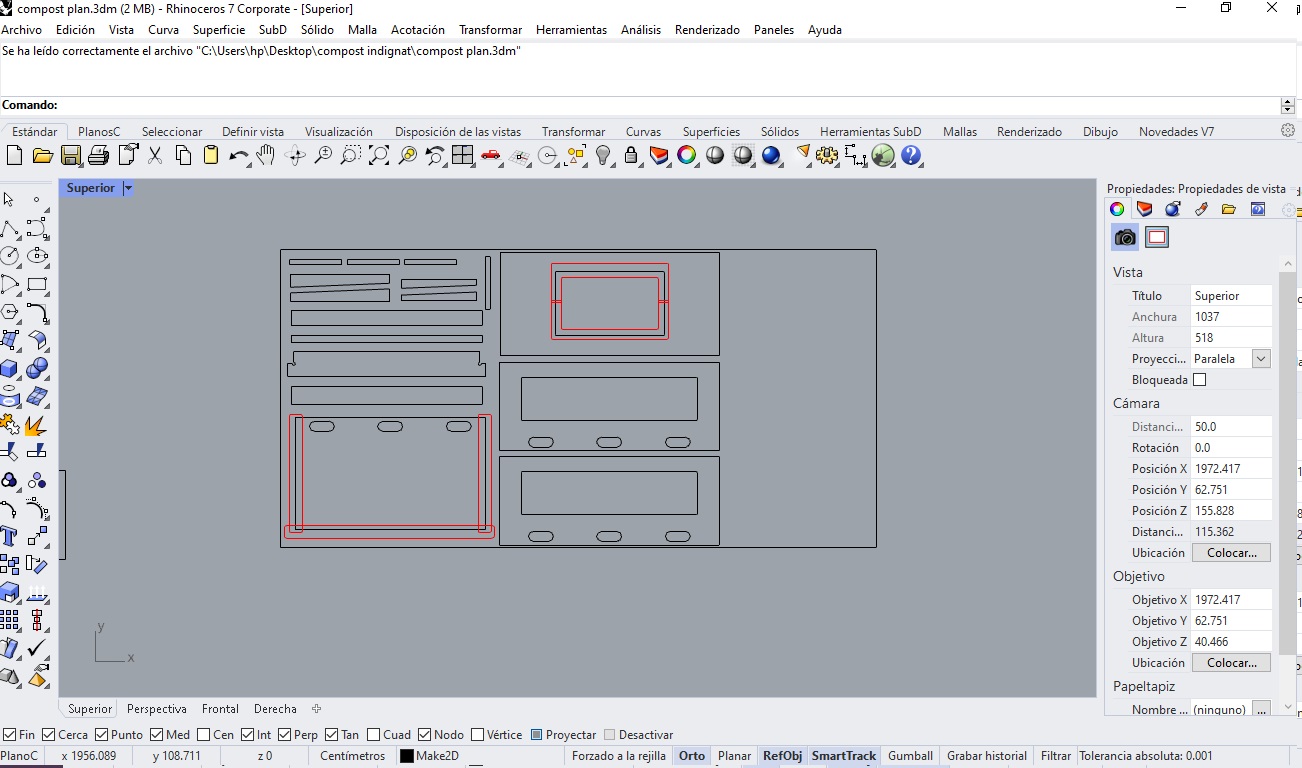 compost plan.3dm (2 MB) - Rhinoceros 7 Corporate - [Superior]
Archivo Edición Vista Curva Superficie SubD Sólido Malla Acotación Transformar Herramientas Análisis Renderizado Paneles Ayuda
Se ha leído correctamente el archivo "C:\Users\hp\Desktop\compost indignat\compost plan.3dm"
Comando:
Estándar PlanosC Seleccionar Definir vista Visualización Disposición de las vistas Transformar Curvas Superficies Sólidos Herramientas SubD Mallas Renderizado Dibujo Novedades V7
Superior
Propiedades: Propiedades de vista
Vista
Título Superior
Anchura 1037
Altura 518
Proyecci... Paralela
Bloqueada
Cámara
Distanci... 50.0
Rotación 0.0
Posición X 1972.417
Posición Y 62.751
Posición Z 155.828
Distanci... 115.362
Ubicación Colocar...
Objetivo
Objetivo X 1972.417
Objetivo Y 62.751
Objetivo Z 40.466
Ubicación Colocar...
Papeltapiz
Nombre ... (ninguno) ...
y
x
Superior Perspectiva Frontal Derecha
Fin Cerca Punto Med Cen Int Perp Tan Cuad Nodo Vértice Proyectar Desactivar
PlanoC x 1956.089 y 108.711 z 0 Centímetros Make2D Forzado a la rejilla Orto Planar RefObj SmartTrack Gumball Grabar historial Filtrar Tolerancia absoluta: 0.001